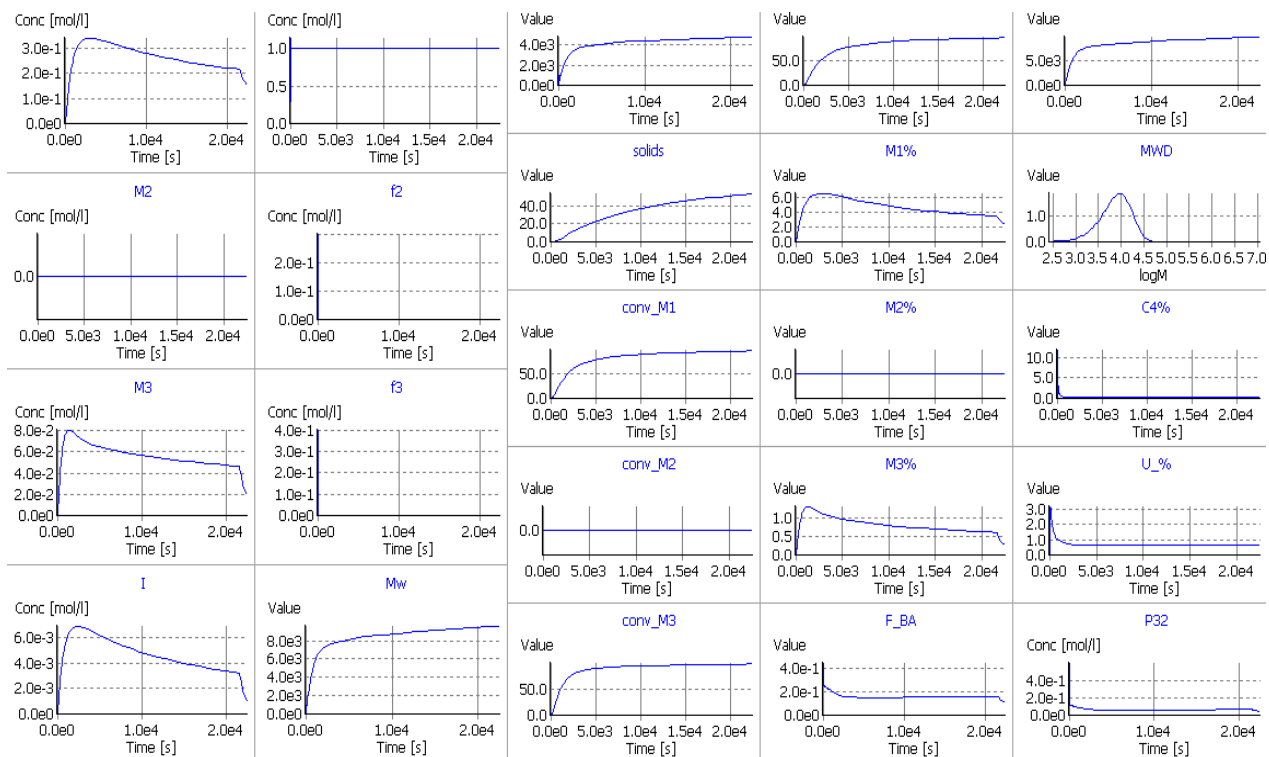 Conc [mol/l]
3.0e-1
2.0e-1
1.0e-1
0.0e0
0.0e0 1.0e4 2.0e4
Time [s]
Conc [mol/l]
1.0
0.5
0.0
0.0e0 5.0e3 1.0e4 1.5e4 2.0e4
Time [s]
Value
4.0e3
2.0e3
0.0e0
0.0e0 1.0e4 2.0e4
Time [s]
Value
50.0
0.0
0.0e0 5.0e3 1.0e4 1.5e4 2.0e4
Time [s]
Value
5.0e3
0.0e0
0.0e0 1.0e4 2.0e4
Time [s]
M2
Conc [mol/l]
0.0
0.0e0 5.0e3 1.0e4 1.5e4 2.0e4
Time [s]
f2
Conc [mol/l]
2.0e-1
1.0e-1
0.0e0
0.0e0 1.0e4 2.0e4
Time [s]
solids
Value
40.0
20.0
0.0
0.0e0 5.0e3 1.0e4 1.5e4 2.0e4
Time [s]
M1%
Value
6.0
4.0
2.0
0.0
0.0e0 5.0e3 1.0e4 1.5e4 2.0e4
Time [s]
MWD
Value
1.0
0.0
2.5 3.0 3.5 4.0 4.5 5.0 5.5 6.0 6.5 7.0
logM
M3
Conc [mol/l]
8.0e-2
6.0e-2
4.0e-2
2.0e-2
0.0e0
0.0e0 1.0e4 2.0e4
Time [s]
f3
Conc [mol/l]
4.0e-1
3.0e-1
2.0e-1
1.0e-1
0.0e0
0.0e0 1.0e4 2.0e4
Time [s]
conv_M1
Value
50.0
0.0
0.0e0 5.0e3 1.0e4 1.5e4 2.0e4
Time [s]
M2%
Value
0.0
0.0e0 5.0e3 1.0e4 1.5e4 2.0e4
Time [s]
C4%
Value
10.0
5.0
0.0
0.0e0 5.0e3 1.0e4 1.5e4 2.0e4
Time [s]
conv_M2
Value
0.0
0.0e0 5.0e3 1.0e4 1.5e4 2.0e4
Time [s]
M3%
Value
1.0
0.5
0.0
0.0e0 5.0e3 1.0e4 1.5e4 2.0e4
Time [s]
U_%
Value
3.0
2.0
1.0
0.0
0.0e0 5.0e3 1.0e4 1.5e4 2.0e4
Time [s]
I
Conc [mol/l]
6.0e-3
4.0e-3
2.0e-3
0.0e0
0.0e0 1.0e4 2.0e4
Time [s]
Mw
Value
8.0e3
6.0e3
4.0e3
2.0e3
0.0e0
0.0e0 1.0e4 2.0e4
Time [s]
conv_M3
Value
50.0
0.0
0.0e0 5.0e3 1.0e4 1.5e4 2.0e4
Time [s]
F_BA
Value
4.0e-1
2.0e-1
0.0e0
0.0e0 1.0e4 2.0e4
Time [s]
P32
Conc [mol/l]
4.0e-1
2.0e-1
0.0e0
0.0e0 1.0e4 2.0e4
Time [s]